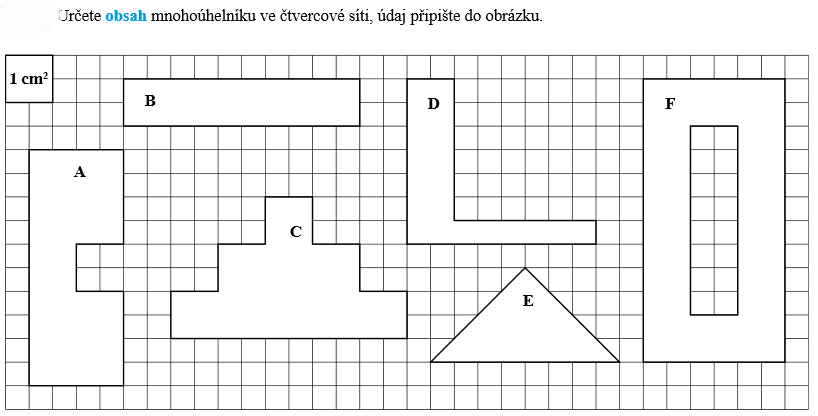 Určete obsah mnohoúhelníku ve čtvercové síti, údaj připište do obrázku.
1 cm²
B
D
F
A
C
E